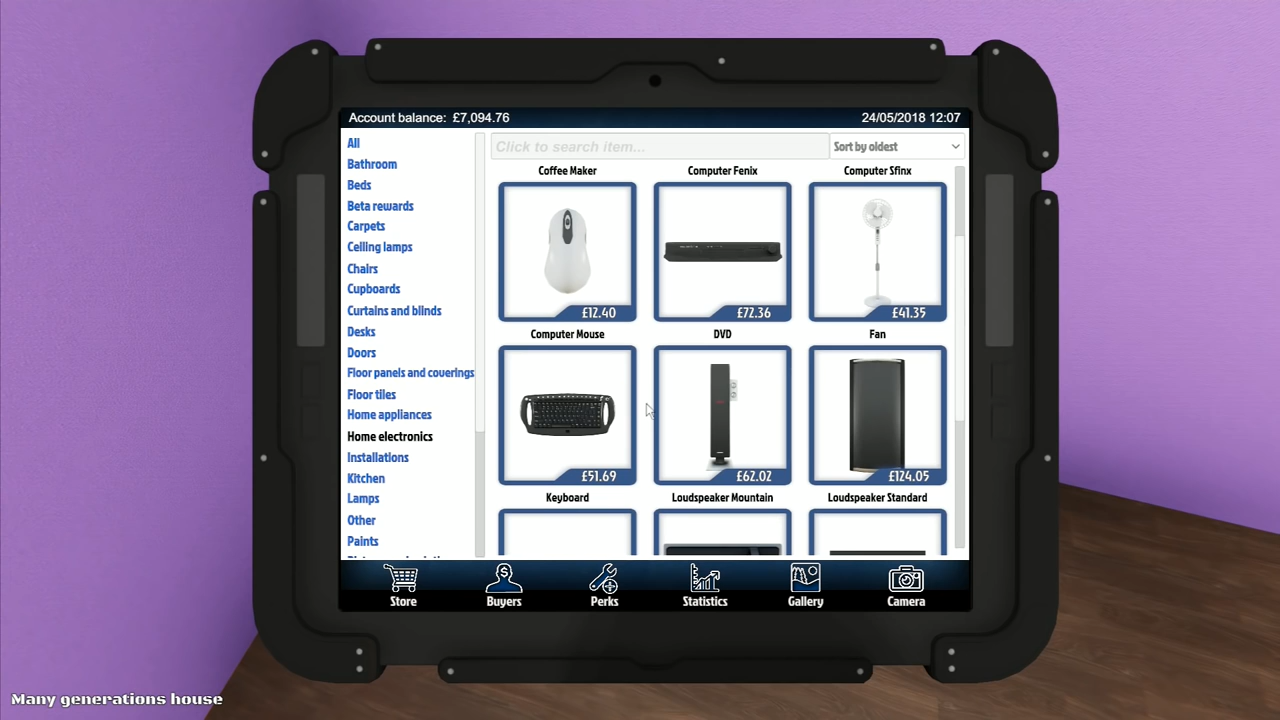 Account balance: £7,094.76
24/05/2018 12:07
All
Bathroom
Beds
Beta rewards
Carpets
Ceiling lamps
Chairs
Cupboards
Curtains and blinds
Desks
Doors
Floor panels and coverings
Floor tiles
Home appliances
Home electronics
Installations
Kitchen
Lamps
Other
Paints
Click to search item...
Sort by oldest
Coffee Maker
Computer Fenix
Computer Sfinx
£12.40
£72.36
£41.35
Computer Mouse
DVD
Fan
£51.69
£62.02
£124.05
Keyboard
Loudspeaker Mountain
Loudspeaker Standard
Store
Buyers
Perks
Statistics
Gallery
Camera
Many generations house